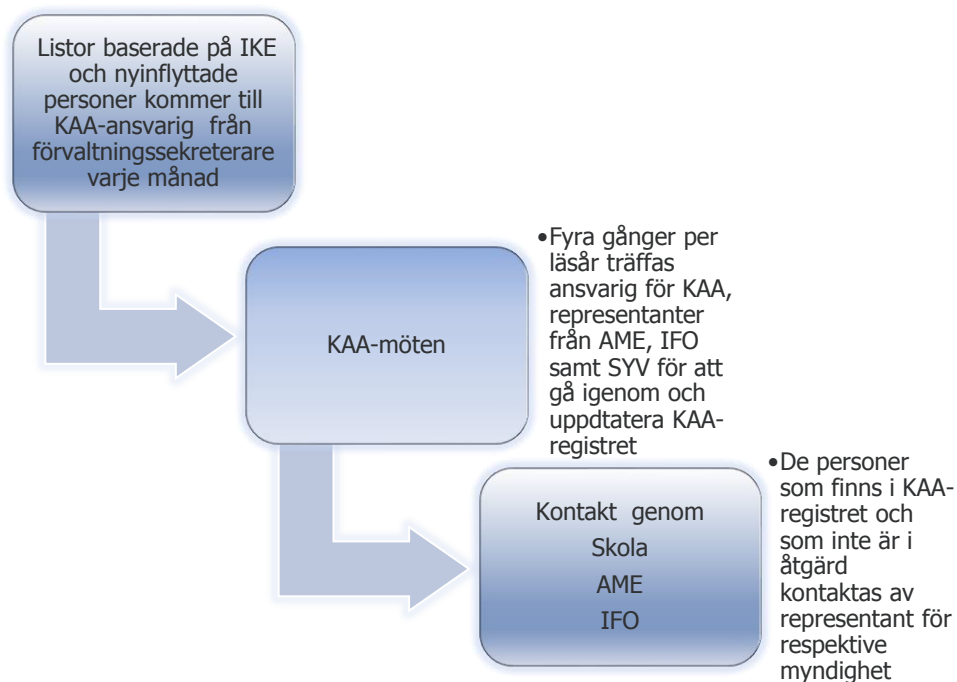 Listor baserade på IKE
och nyinflyttade
personer kommer till
KAA-ansvarig från
förvaltningssekreterare
varje månad
KAA-möten
•Fyra gånger per
läsår träffas
ansvarig för KAA,
representanter
från AME, IFO
samt SYV för att
gå igenom och
uppdtatera KAA-
registret
Kontakt genom
Skola
AME
IFO
•De personer
som finns i KAA-
registret och
som inte är i
åtgärd
kontaktas av
representant för
respektive
myndighet